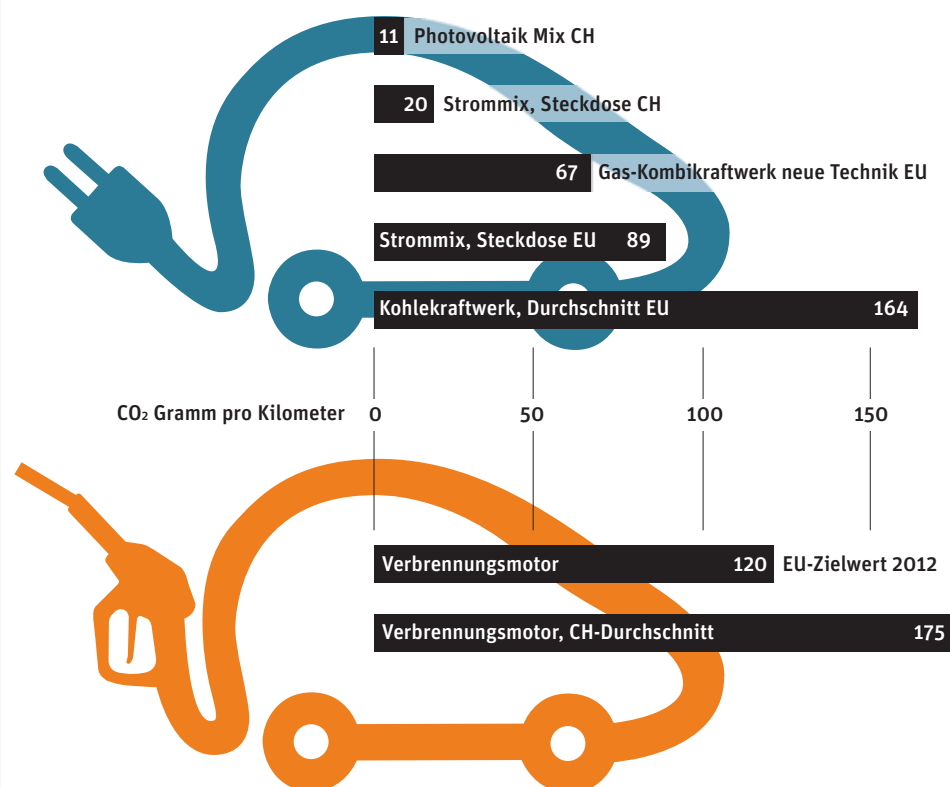 11 Photovoltaik Mix CH
20 Strommix, Steckdose CH
67 Gas-Kombikraftwerk neue Technik EU
Strommix, Steckdose EU 89
Kohlekraftwerk, Durchschnitt EU 164
CO₂ Gramm pro Kilometer 0 50 100 150
Verbrennungsmotor 120 EU-Zielwert 2012
Verbrennungsmotor, CH-Durchschnitt 175